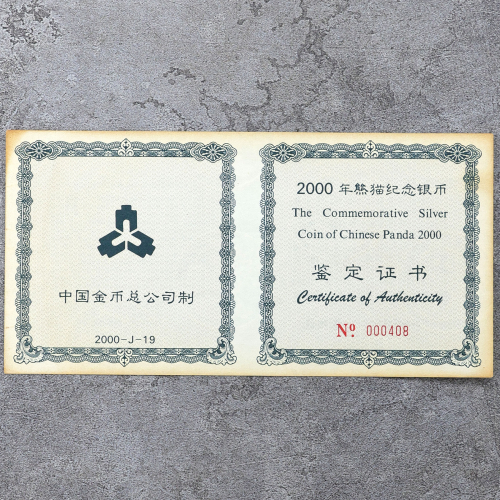 中国金币总公司制
2000-J-19
2000年熊猫纪念银币
The Commemorative Silver
Coin of Chinese Panda 2000
鉴定证书
Certificate of Authenticity
Nº 000408